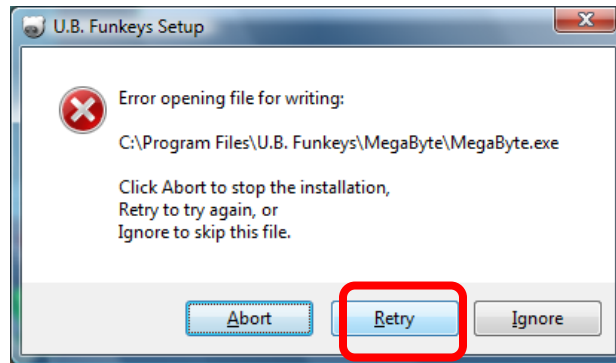 U.B. Funkeys Setup
Error opening file for writing:
C:\Program Files\U.B. Funkeys\MegaByte\MegaByte.exe
Click Abort to stop the installation,
Retry to try again, or
Ignore to skip this file.
Abort Retry Ignore